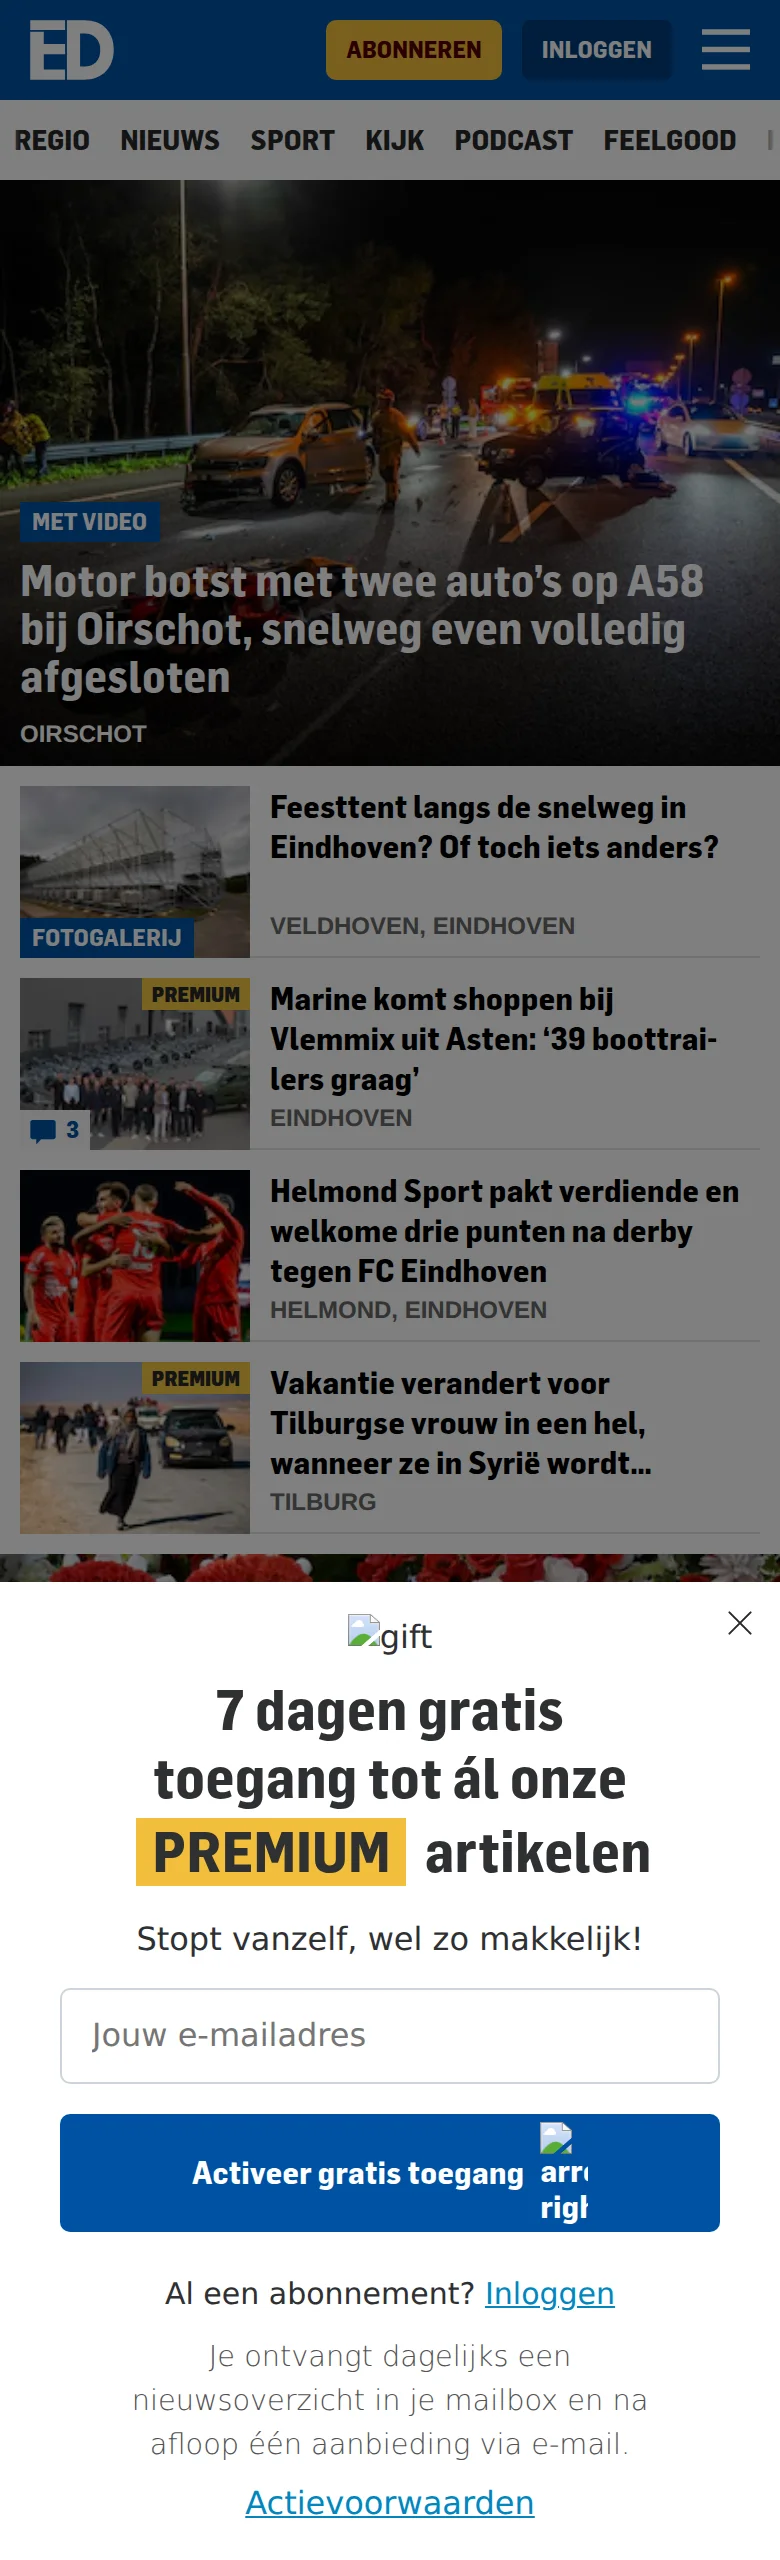 ED
ABONNEREN
INLOGGEN
REGIO NIEUWS SPORT KIJK PODCAST FEELGOOD
MET VIDEO
Motor botst met twee auto’s op A58
bij Oirschot, snelweg even volledig
afgesloten
OIRSCHOT
Feesttent langs de snelweg in
Eindhoven? Of toch iets anders?
VELDHOVEN, EINDHOVEN
FOTOGALERIJ
PREMIUM
Marine komt shoppen bij
Vlemmix uit Asten: ‘39 boottrai-
lers graag’
EINDHOVEN
3
Helmond Sport pakt verdiende en
welkome drie punten na derby
tegen FC Eindhoven
HELMOND, EINDHOVEN
PREMIUM
Vakantie verandert voor
Tilburgse vrouw in een hel,
wanneer ze in Syrië wordt...
TILBURG
gift
7 dagen gratis
toegang tot ál onze
PREMIUM artikelen
Stopt vanzelf, wel zo makkelijk!
Jouw e-mailadres
Activeer gratis toegang
Al een abonnement? Inloggen
Je ontvangt dagelijks een
nieuwsoverzicht in je mailbox en na
afloop één aanbieding via e-mail.
Actievoorwaarden